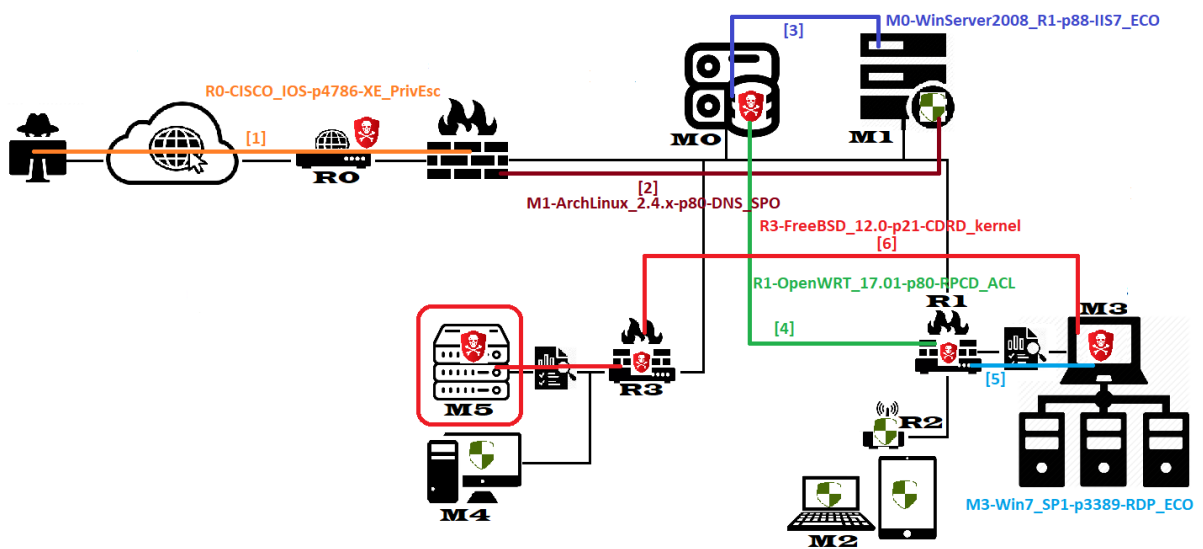 M0-WinServer2008_R1-p88-IIS7_ECO
[3]
R0-CISCO_IOS-p4786-XE_PrivEsc
[1]
M0
M1
R0
[2]
M1-ArchLinux_2.4.x-p80-DNS_SPO
R3-FreeBSD_12.0-p21-CDRD_kernel
[6]
R1-OpenWRT_17.01-p80-RPCD_ACL
R1
M3
[4]
[5]
R3
M5
R2
M4
M3-Win7_SP1-p3389-RDP_ECO
M2